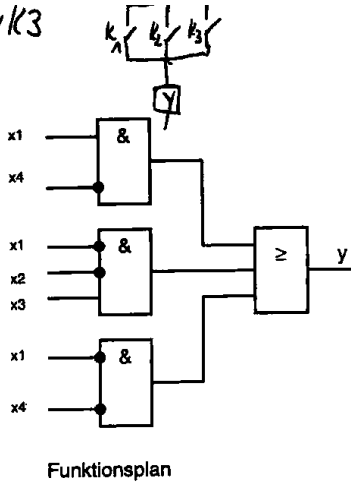 /K3
K1 K2 K3
Y
x1
&
x4
x1
&
x2
x3
≥
y
x1
&
x4
Funktionsplan